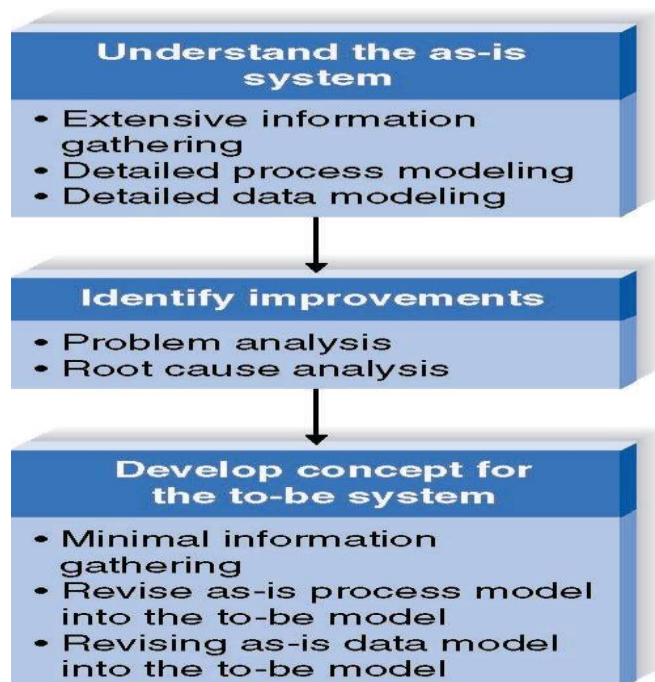 Understand the as-is
system
• Extensive information
gathering
• Detailed process modeling
• Detailed data modeling
Identify improvements
• Problem analysis
• Root cause analysis
Develop concept for
the to-be system
• Minimal information
gathering
• Revise as-is process model
into the to-be model
• Revising as-is data model
into the to-be model